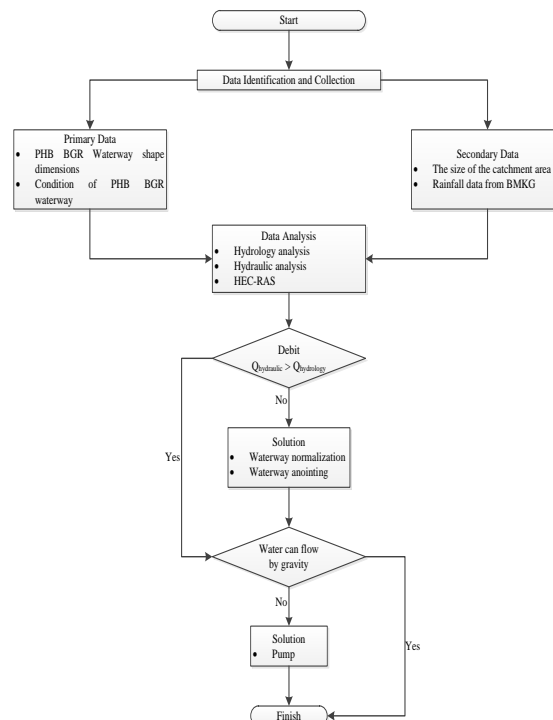 Start
Data Identification and Collection
Primary Data
• PHB BGR Waterway shape
dimensions
• Condition of PHB BGR
waterway
Secondary Data
• The size of the catchment area
• Rainfall data from BMKG
Data Analysis
• Hydrology analysis
• Hydraulic analysis
• HEC-RAS
Debit
Qhydraulic > Qhydrology
No
Yes
Solution
• Waterway normalization
• Waterway anointing
Water can flow
by gravity
No
Yes
Solution
• Pump
Finish